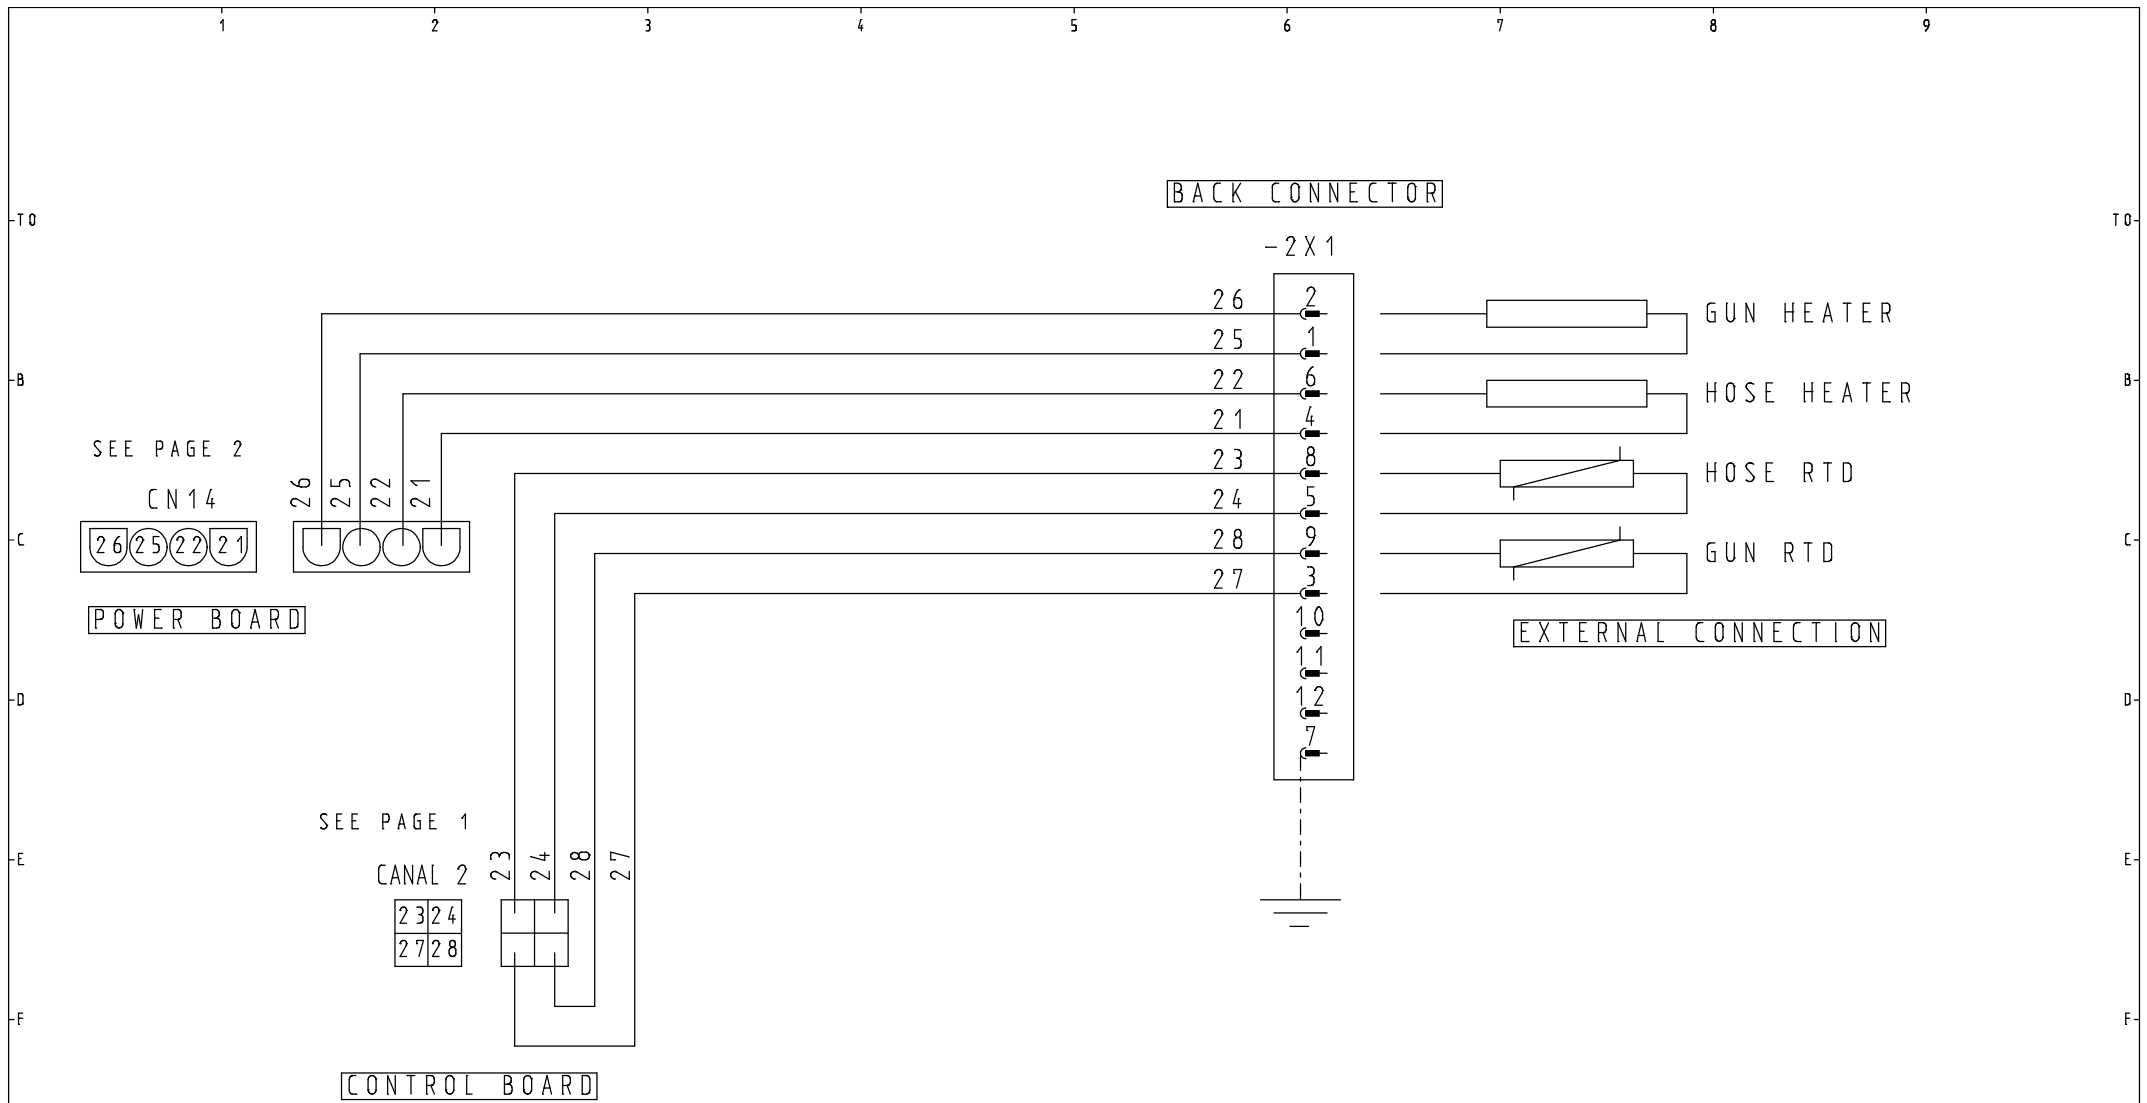 1 2 3 4 5 6 7 8 9
BACK CONNECTOR
T0 T0
-2X1
26 2 GUN HEATER
25 1
B 22 6 HOSE HEATER B
21 4
SEE PAGE 2
23 8 HOSE RTD
CN14
26 25 22 21
24 5
C 26 25 22 21 C
28 9 GUN RTD
27 3
POWER BOARD
10
EXTERNAL CONNECTION
11
D 12 D
7
SEE PAGE 1
E 23 24 28 27 E
CANAL 2
23 24
27 28
F F
CONTROL BOARD